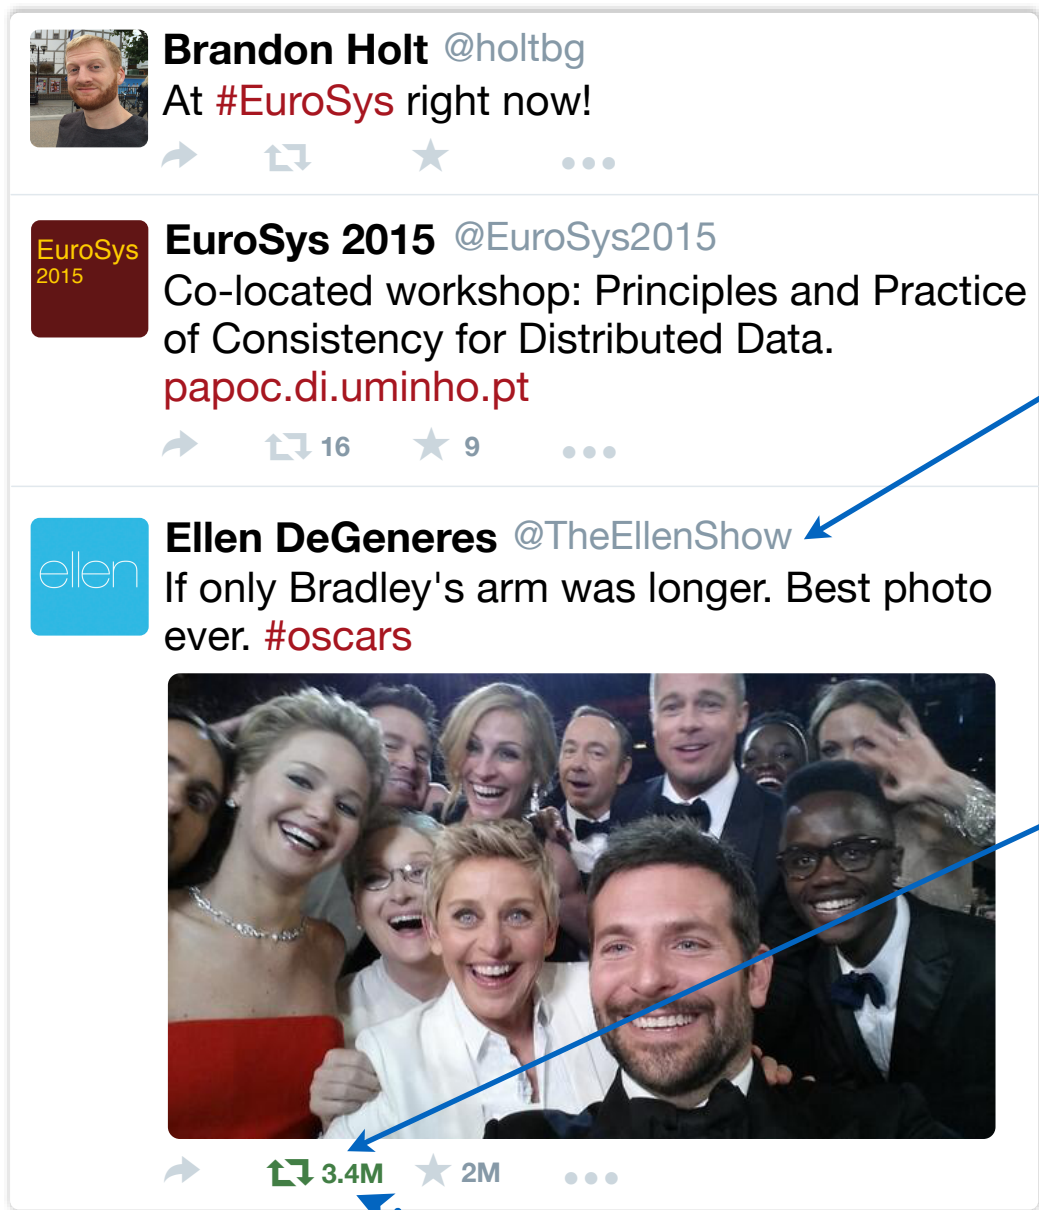 Brandon Holt @holtbg
At #EuroSys right now!
EuroSys
2015
EuroSys 2015 @EuroSys2015
Co-located workshop: Principles and Practice
of Consistency for Distributed Data.
papoc.di.uminho.pt
16 9
ellen
Ellen DeGeneres @TheEllenShow
If only Bradley's arm was longer. Best photo
ever. #oscars
3.4M 2M